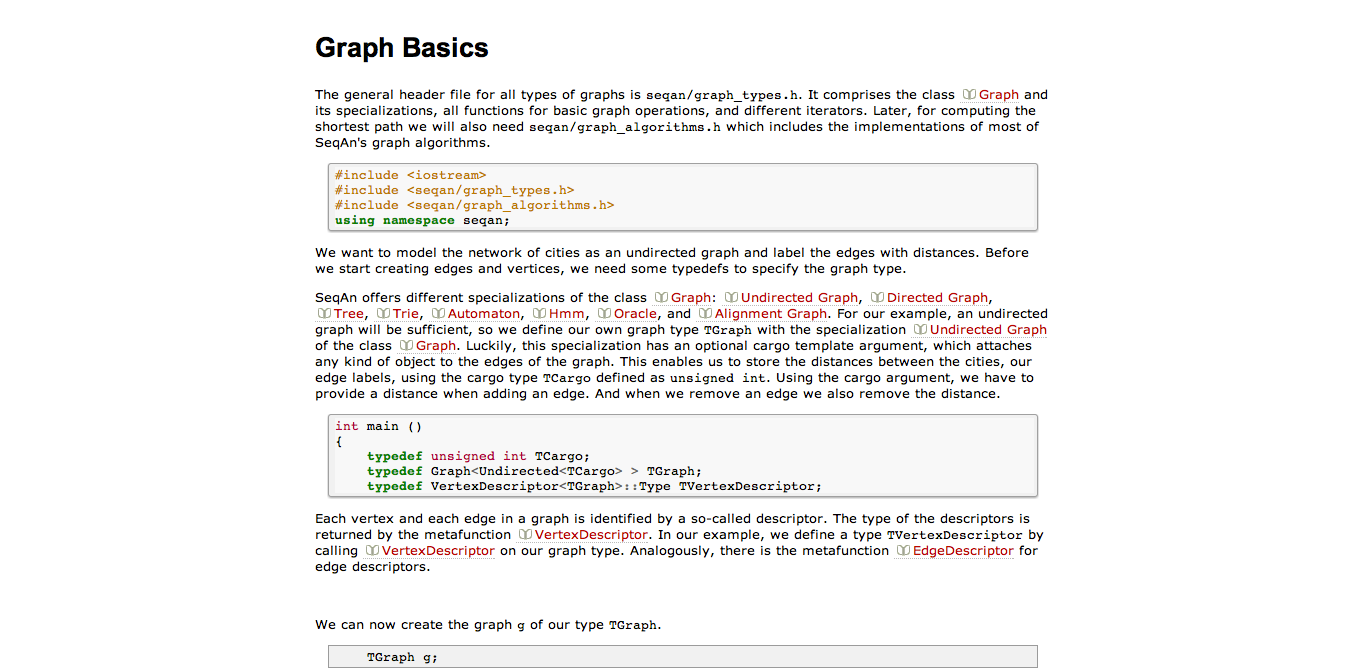 Graph Basics
The general header file for all types of graphs is seqan/graph_types.h. It comprises the class Graph and
its specializations, all functions for basic graph operations, and different iterators. Later, for computing the
shortest path we will also need seqan/graph_algorithms.h which includes the implementations of most of
SeqAn's graph algorithms.
#include <iostream>
#include <seqan/graph_types.h>
#include <seqan/graph_algorithms.h>
using namespace seqan;
We want to model the network of cities as an undirected graph and label the edges with distances. Before
we start creating edges and vertices, we need some typedefs to specify the graph type.
SeqAn offers different specializations of the class Graph: Undirected Graph, Directed Graph,
Tree, Trie, Automaton, Hmm, Oracle, and Alignment Graph. For our example, an undirected
graph will be sufficient, so we define our own graph type TGraph with the specialization Undirected Graph
of the class Graph. Luckily, this specialization has an optional cargo template argument, which attaches
any kind of object to the edges of the graph. This enables us to store the distances between the cities, our
edge labels, using the cargo type TCargo defined as unsigned int. Using the cargo argument, we have to
provide a distance when adding an edge. And when we remove an edge we also remove the distance.
int main ()
{
    typedef unsigned int TCargo;
    typedef Graph<Undirected<TCargo> > TGraph;
    typedef VertexDescriptor<TGraph>::Type TVertexDescriptor;
Each vertex and each edge in a graph is identified by a so-called descriptor. The type of the descriptors is
returned by the metafunction VertexDescriptor. In our example, we define a type TVertexDescriptor by
calling VertexDescriptor on our graph type. Analogously, there is the metafunction EdgeDescriptor for
edge descriptors.
We can now create the graph g of our type TGraph.
    TGraph g;